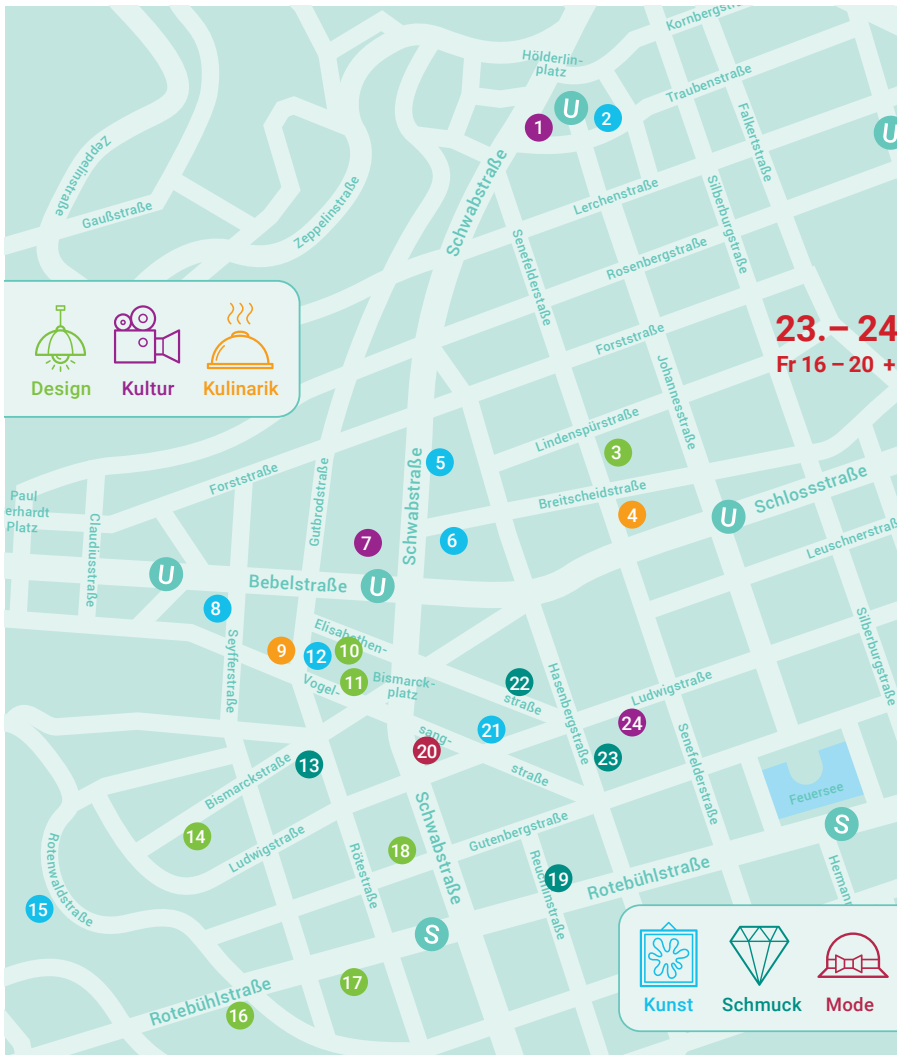 Kornbergst
Hölderlin-
platz
U
Traubenstraße
1
2
U
Falkertstraße
Zeppelinstraße
Schwabstraße
Lerchenstraße
Silberburgstraße
Gaußstraße
Zeppelinstraße
Senefelderstaße
Rosenbergstraße
23.– 24
Fr 16 – 20 +
Forststraße
Johannesstraße
Design
Kultur
Kulinarik
Lindenspürstraße
3
5
Schwabstraße
Forststraße
Gutbrodstraße
Breitscheidstraße
Schlossstraße
4
U
Paul
erhardt
Platz
Claudiusstraße
7
6
Leuschnerstraß
U
Bebelstraße
U
8
Elisabethen-
Seyfferstraße
9
12
10
Silberburgstraße
Vogel-
11
Bismarck-
platz
22
straße
Hasenbergstraße
Ludwigstraße
24
sang-
21
20
13
23
Senefelderstraße
straße
Bismarckstraße
Feuersee
S
14
Ludwigstraße
Schwabstraße
Gutenbergstraße
18
Rötestraße
Reuchlinstraße
19
Rotebühlstraße
Hermann
Rotenwaldstraße
15
S
17
Rotebühlstraße
16
Kunst
Schmuck
Mode